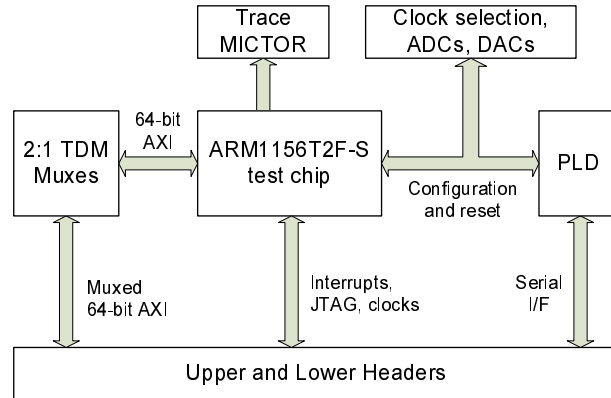 Trace
MICTOR
Clock selection,
ADCs, DACs
64-bit
AXI
2:1 TDM
Muxes
ARM1156T2F-S
test chip
PLD
Configuration
and reset
Muxed
64-bit AXI
Interrupts,
JTAG, clocks
Serial
I/F
Upper and Lower Headers